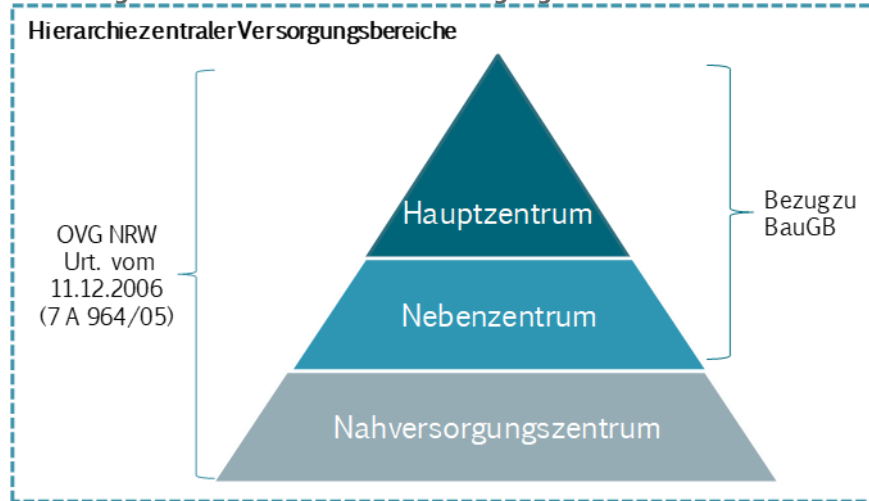 HierarchiezentralerVersorgungsbereiche
Hauptzentrum
Nebenzentrum
Nahversorgungszentrum
OVG NRW
Urt. vom
11.12.2006
(7 A 964/05)
Bezugzu
BauGB